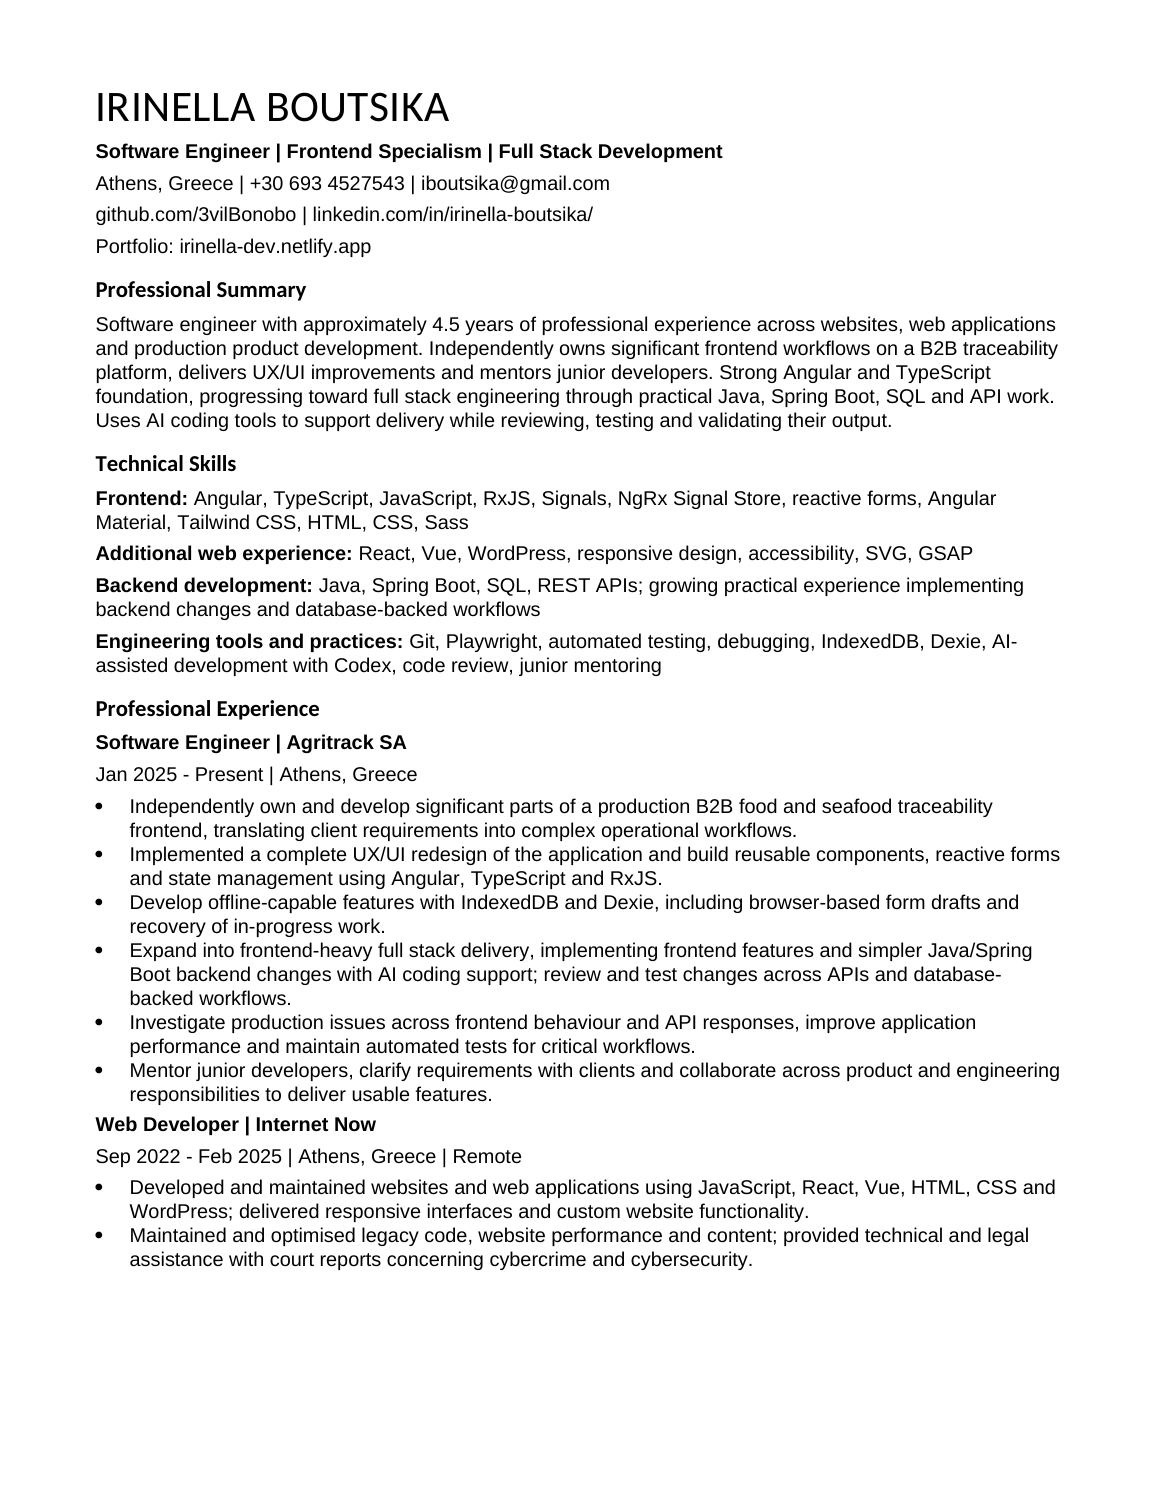 IRINELLA BOUTSIKA
Software Engineer | Frontend Specialism | Full Stack Development
Athens, Greece | +30 693 4527543 | iboutsika@gmail.com
github.com/3vilBonobo | linkedin.com/in/irinella-boutsika/
Portfolio: irinella-dev.netlify.app
Professional Summary
Software engineer with approximately 4.5 years of professional experience across websites, web applications
and production product development. Independently owns significant frontend workflows on a B2B traceability
platform, delivers UX/UI improvements and mentors junior developers. Strong Angular and TypeScript
foundation, progressing toward full stack engineering through practical Java, Spring Boot, SQL and API work.
Uses AI coding tools to support delivery while reviewing, testing and validating their output.
Technical Skills
Frontend: Angular, TypeScript, JavaScript, RxJS, Signals, NgRx Signal Store, reactive forms, Angular
Material, Tailwind CSS, HTML, CSS, Sass
Additional web experience: React, Vue, WordPress, responsive design, accessibility, SVG, GSAP
Backend development: Java, Spring Boot, SQL, REST APIs; growing practical experience implementing
backend changes and database-backed workflows
Engineering tools and practices: Git, Playwright, automated testing, debugging, IndexedDB, Dexie, AI-
assisted development with Codex, code review, junior mentoring
Professional Experience
Software Engineer | Agritrack SA
Jan 2025 - Present | Athens, Greece
• Independently own and develop significant parts of a production B2B food and seafood traceability
frontend, translating client requirements into complex operational workflows.
• Implemented a complete UX/UI redesign of the application and build reusable components, reactive forms
and state management using Angular, TypeScript and RxJS.
• Develop offline-capable features with IndexedDB and Dexie, including browser-based form drafts and
recovery of in-progress work.
• Expand into frontend-heavy full stack delivery, implementing frontend features and simpler Java/Spring
Boot backend changes with AI coding support; review and test changes across APIs and database-
backed workflows.
• Investigate production issues across frontend behaviour and API responses, improve application
performance and maintain automated tests for critical workflows.
• Mentor junior developers, clarify requirements with clients and collaborate across product and engineering
responsibilities to deliver usable features.
Web Developer | Internet Now
Sep 2022 - Feb 2025 | Athens, Greece | Remote
• Developed and maintained websites and web applications using JavaScript, React, Vue, HTML, CSS and
WordPress; delivered responsive interfaces and custom website functionality.
• Maintained and optimised legacy code, website performance and content; provided technical and legal
assistance with court reports concerning cybercrime and cybersecurity.